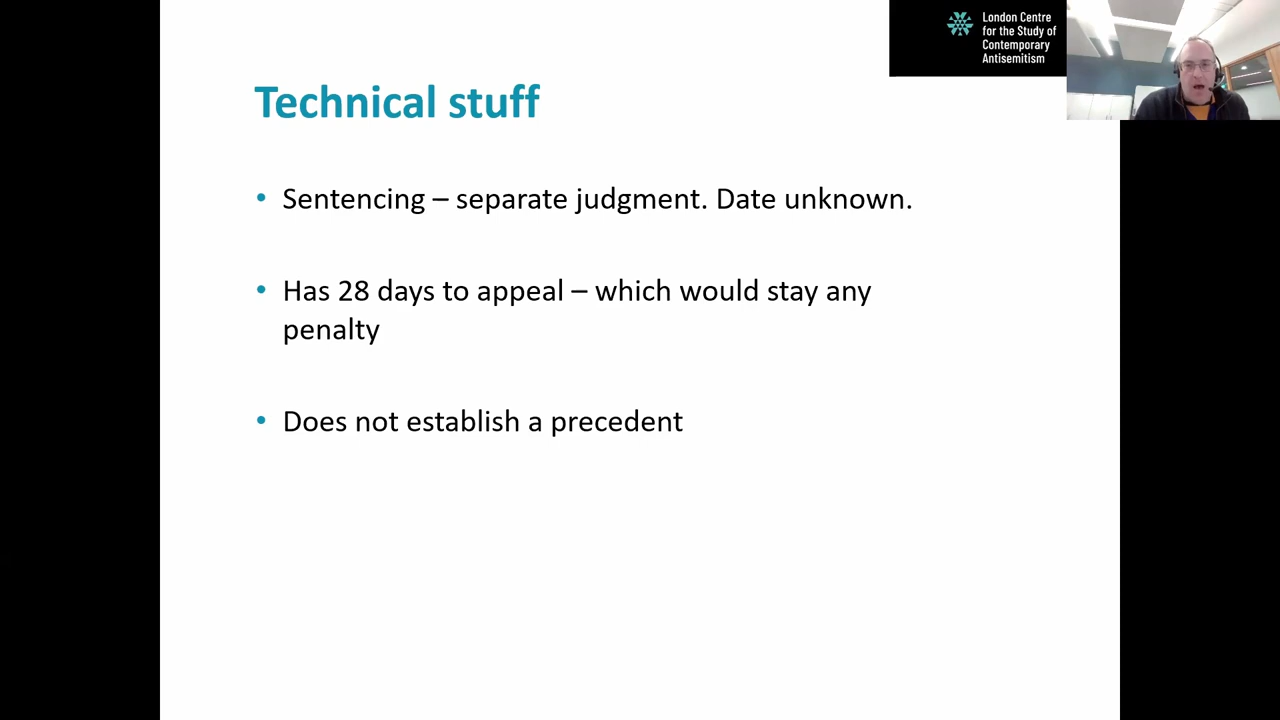 London Centre
for the Study of
Contemporary
Antisemitism
Technical stuff
• Sentencing – separate judgment. Date unknown.
• Has 28 days to appeal – which would stay any
penalty
• Does not establish a precedent